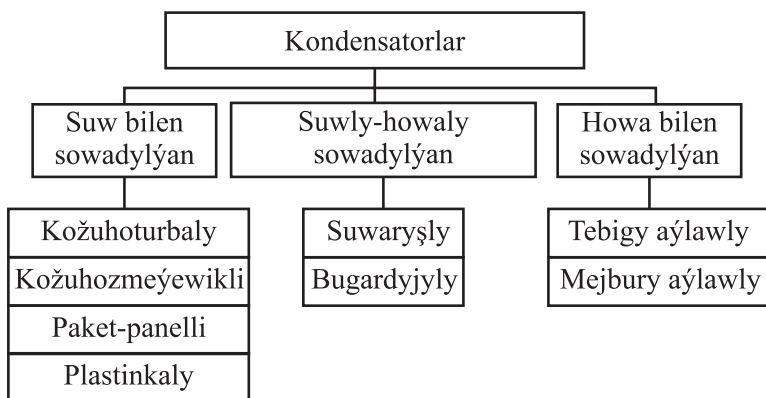 Kondensatorlar
Suw bilen
sowadylýan
Suwly-howaly
sowadylýan
Howa bilen
sowadylýan
Kožuhoturbaly
Kožuhozmeýewikli
Paket-panelli
Plastinkaly
Suwaryşly
Bugardyjyly
Tebigy aýlawly
Mejbury aýlawly